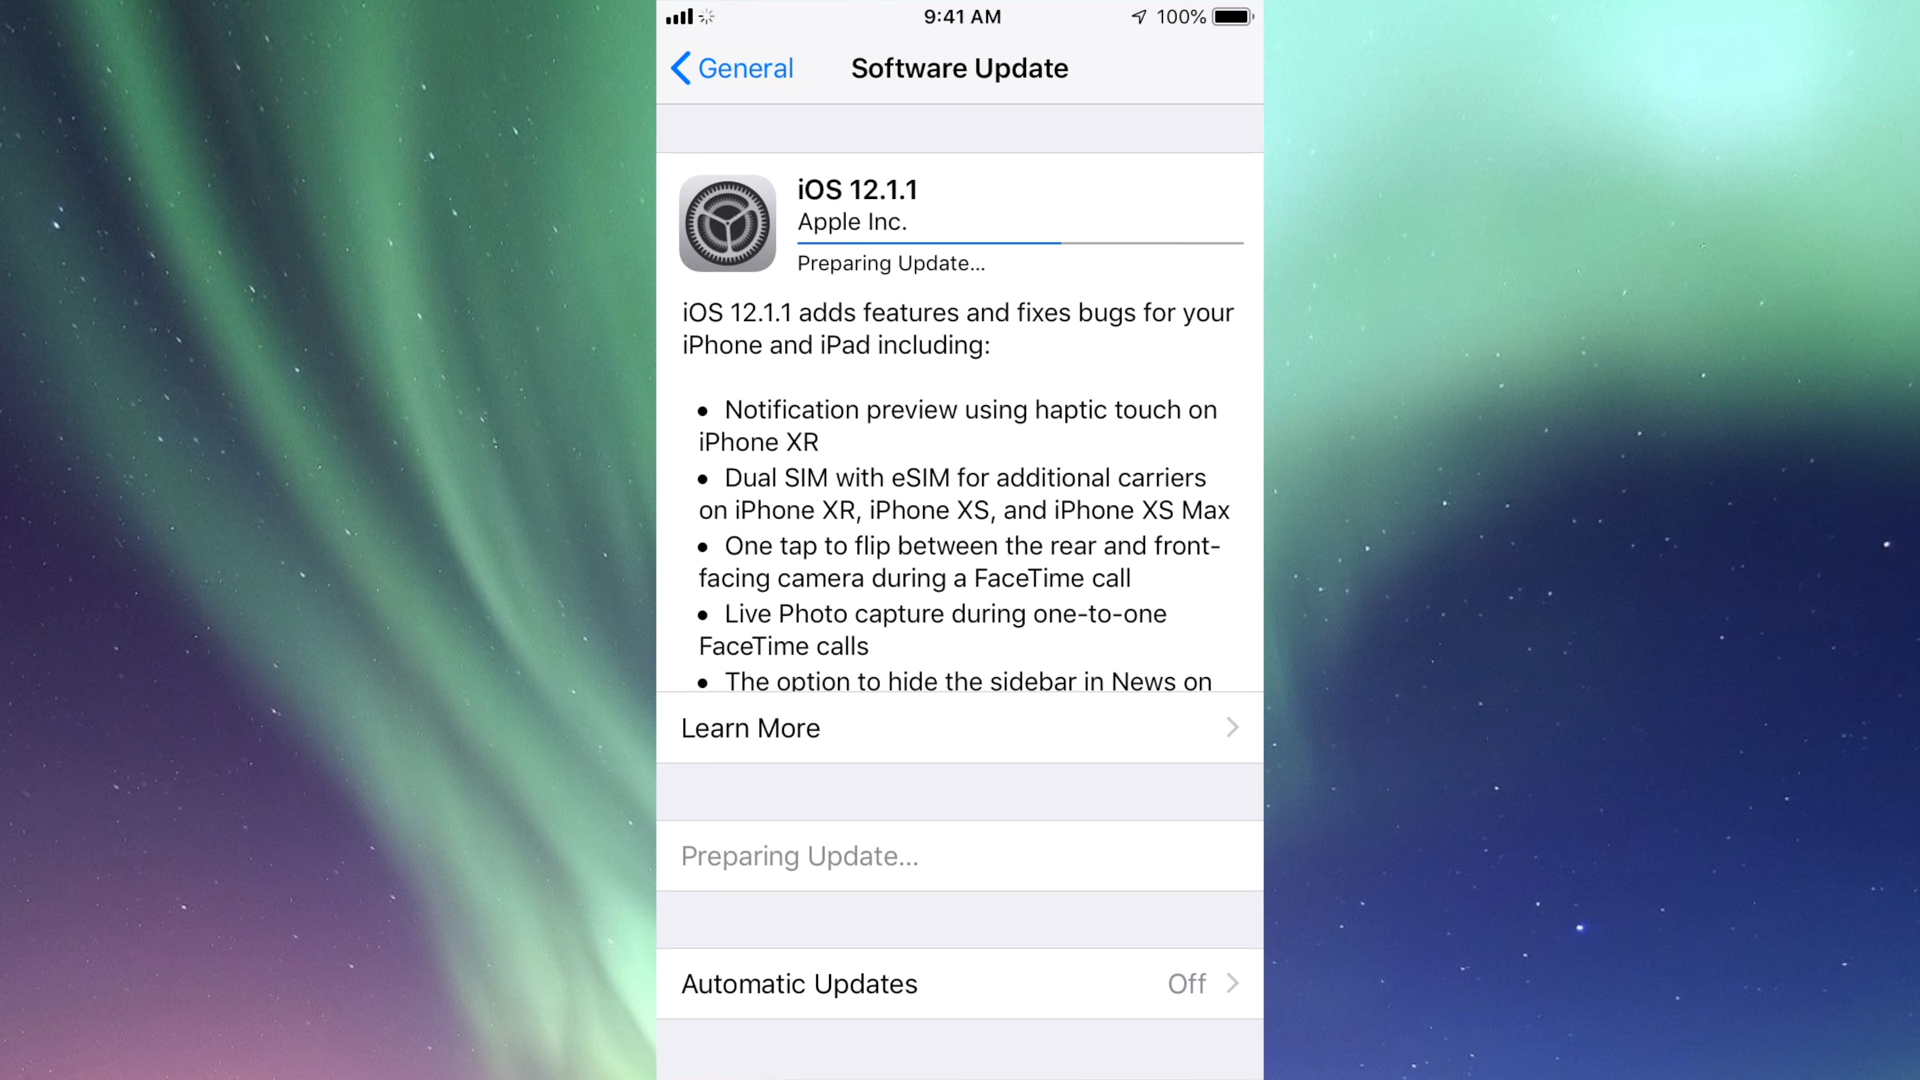 9:41 AM
100%
General
Software Update
iOS 12.1.1
Apple Inc.
Preparing Update...
iOS 12.1.1 adds features and fixes bugs for your
iPhone and iPad including:
• Notification preview using haptic touch on
iPhone XR
• Dual SIM with eSIM for additional carriers
on iPhone XR, iPhone XS, and iPhone XS Max
• One tap to flip between the rear and front-
facing camera during a FaceTime call
• Live Photo capture during one-to-one
FaceTime calls
• The option to hide the sidebar in News on
Learn More
Preparing Update...
Automatic Updates
Off